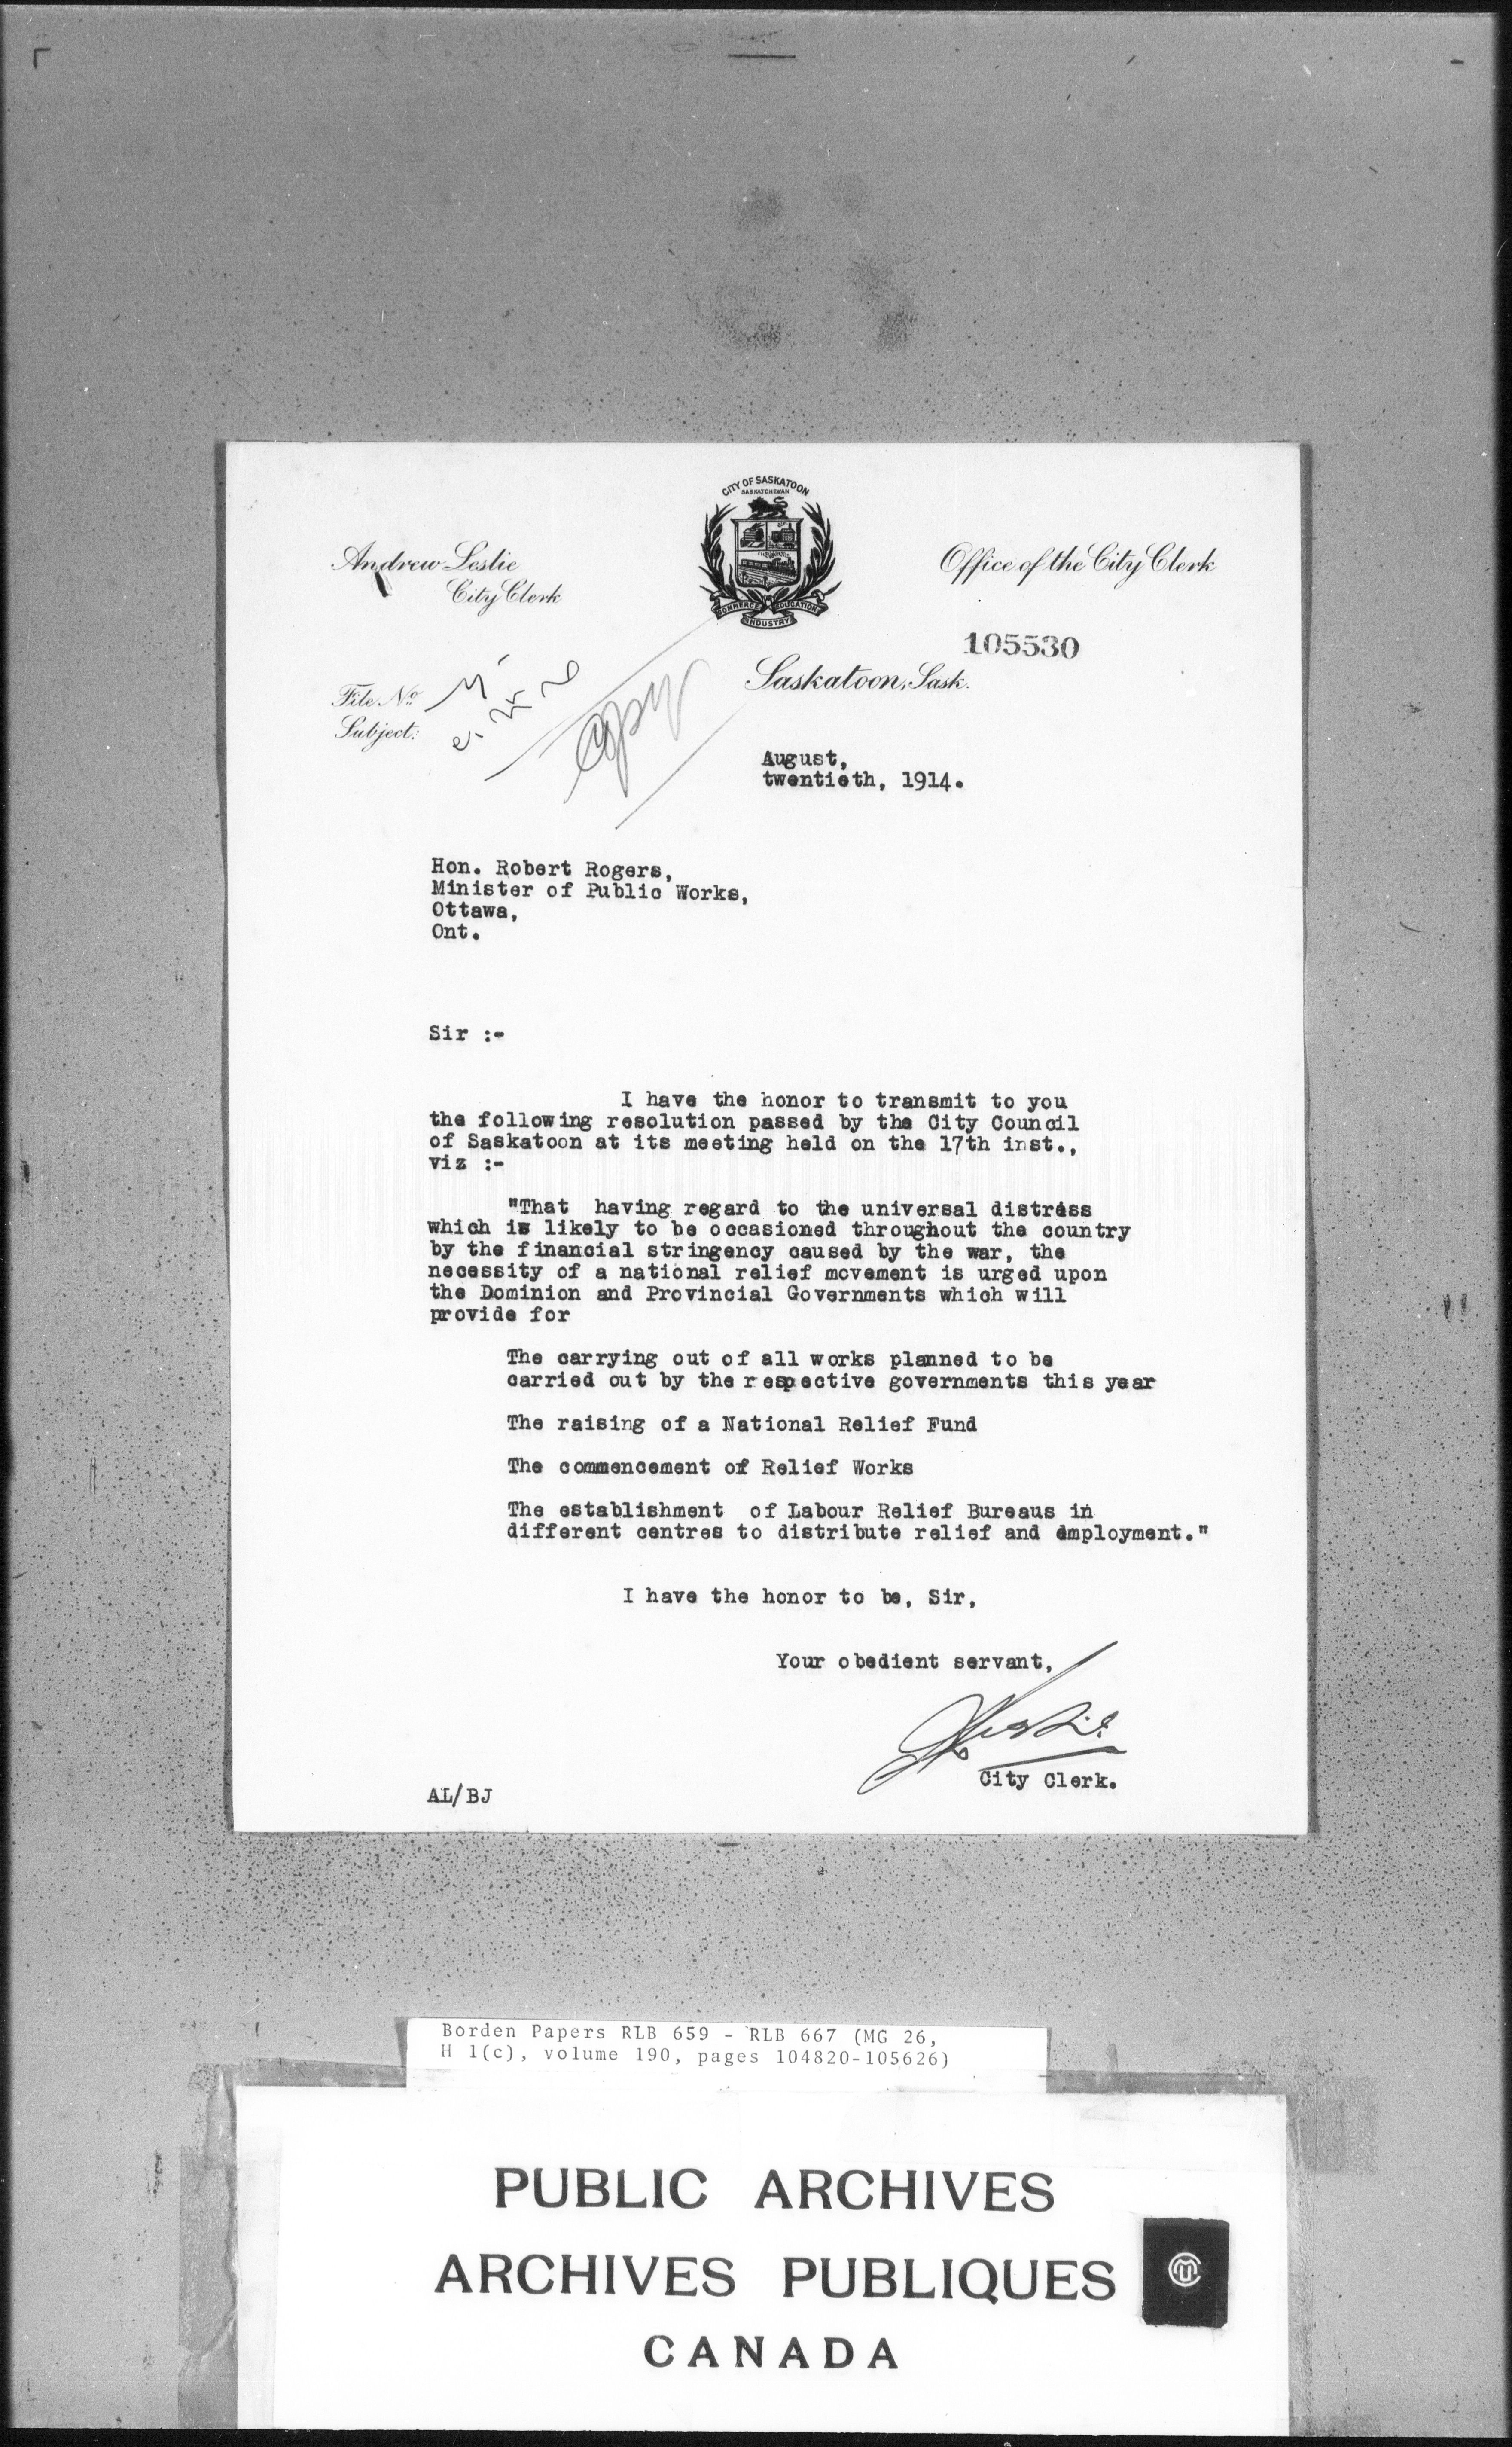 CITY OF SASKATOON
SASKATCHEWAN
COMMERCE EDUCATION
INDUSTRY
Andrew Leslie
City Clerk
Office of the City Clerk
105530
Saskatoon, Sask.
File No.
Subject:
Copy
August,
twentieth, 1914.
Hon. Robert Rogers,
Minister of Public Works,
Ottawa,
Ont.
Sir :-
I have the honor to transmit to you
the following resolution passed by the City Council
of Saskatoon at its meeting held on the 17th inst.,
viz :-
"That having regard to the universal distress
which is likely to be occasioned throughout the country
by the financial stringency caused by the war, the
necessity of a national relief movement is urged upon
the Dominion and Provincial Governments which will
provide for
The carrying out of all works planned to be
carried out by the respective governments this year
The raising of a National Relief Fund
The commencement of Relief Works
The establishment of Labour Relief Bureaus in
different centres to distribute relief and employment."
I have the honor to be, Sir,
Your obedient servant,
City Clerk.
AL/BJ
Borden Papers RLB 659 - RLB 667 (MG 26,
H 1(c), volume 190, pages 104820-105626)
PUBLIC ARCHIVES
ARCHIVES PUBLIQUES
CANADA